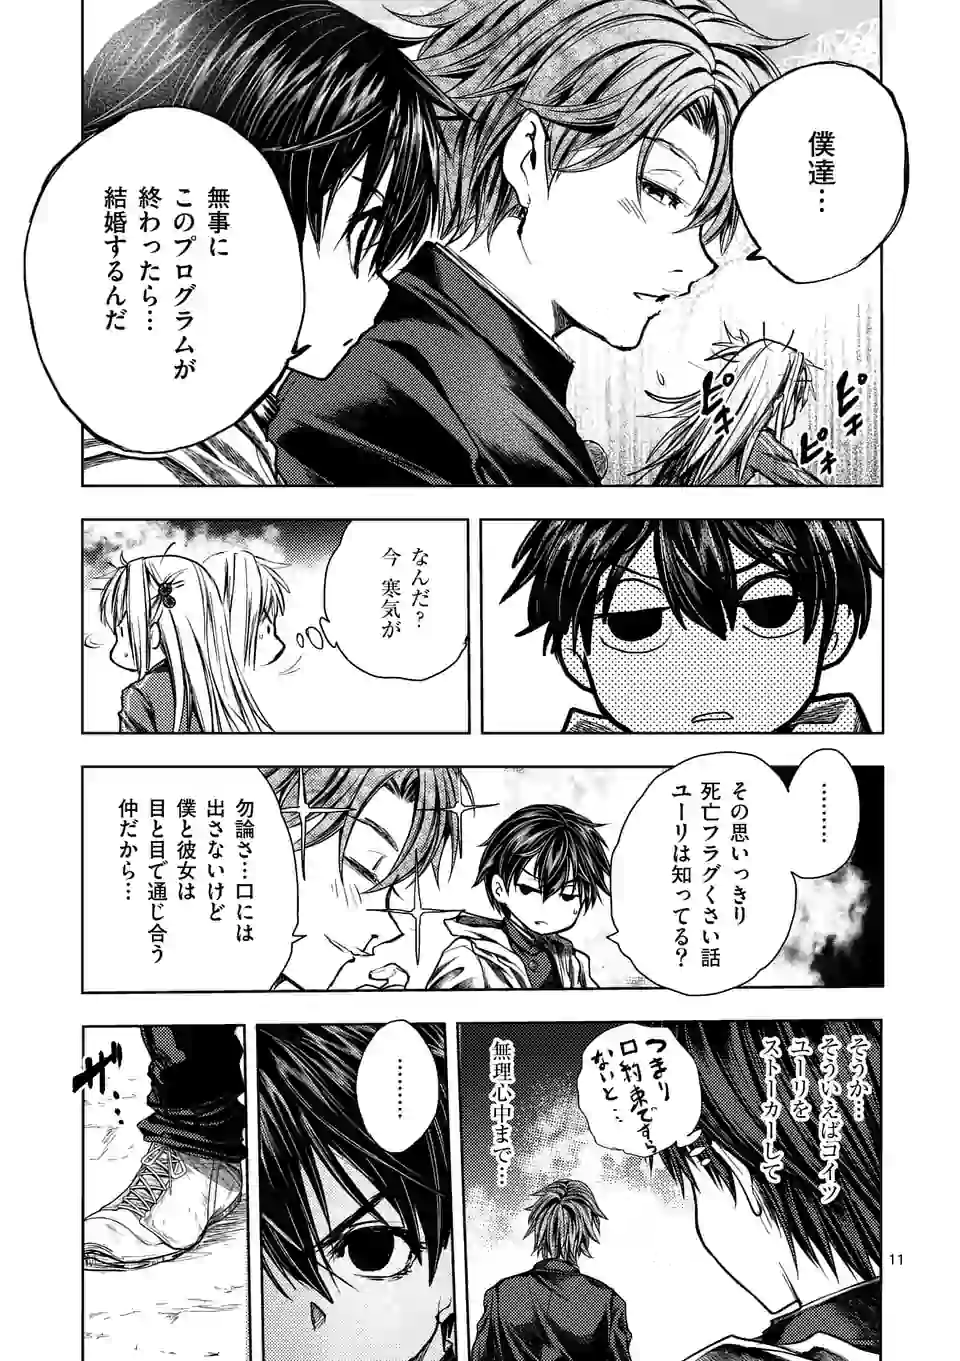 僕達…
無事に
このプログラムが
終わったら…
結婚するんだ
ピキ
ピキ
ピキ
なんだ?
今 寒気が
………
その思いっきり
死亡フラグくさい話
ユーリは知ってる?
勿論さ…口には
出さないけど
僕と彼女は
目と目で通じ合う
仲だから…
そうか…
そういえばコイツ
ユーリを
ストーカーして
つまり
口約束ですら
ないと…
無理心中まで…
………
ザッ…
11